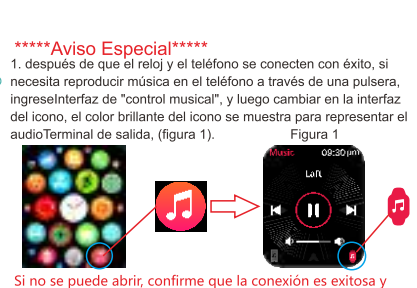 *****Aviso Especial*****
1. después de que el reloj y el teléfono se conecten con éxito, si
necesita reproducir música en el teléfono a través de una pulsera,
ingreseInterfaz de "control musical", y luego cambiar en la interfaz
del icono, el color brillante del icono se muestra para representar el
audioTerminal de salida, (figura 1). Figura 1
Music 09:30 pm
Loft
Si no se puede abrir, confirme que la conexión es exitosa y